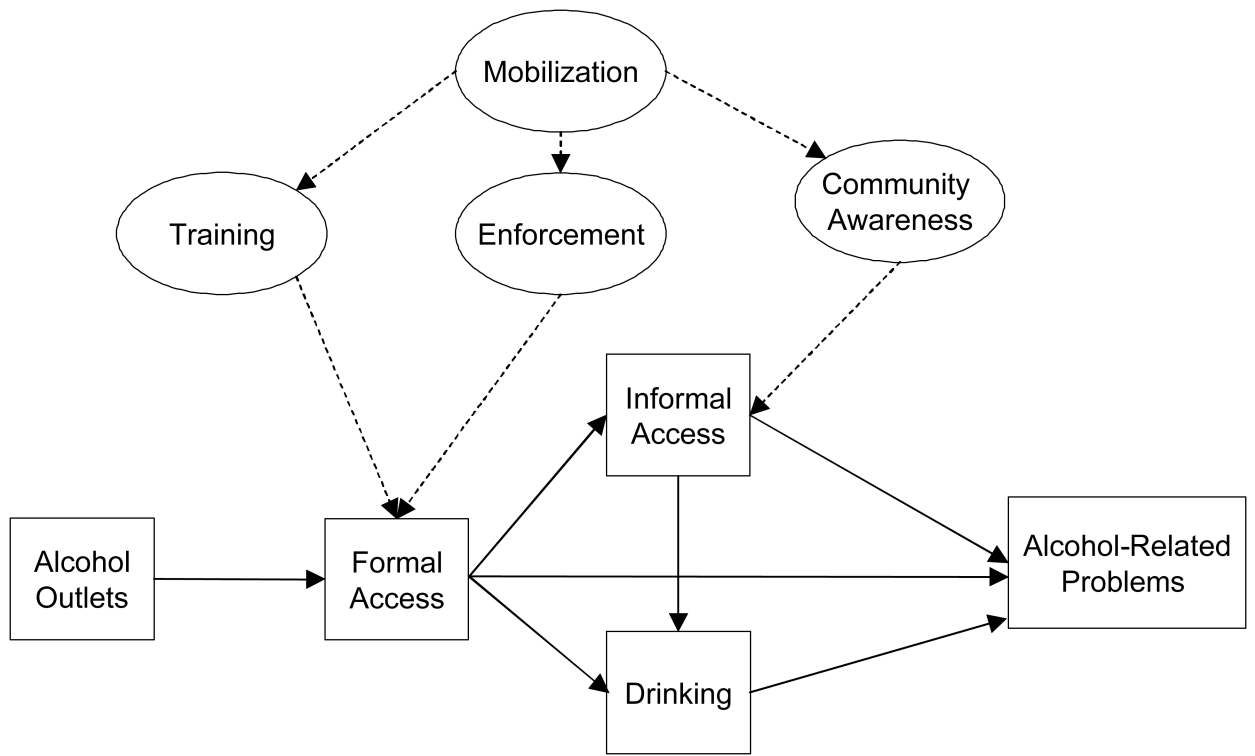 Mobilization
Community
Awareness
Training
Enforcement
Informal
Access
Alcohol
Outlets
Formal
Access
Alcohol-Related
Problems
Drinking